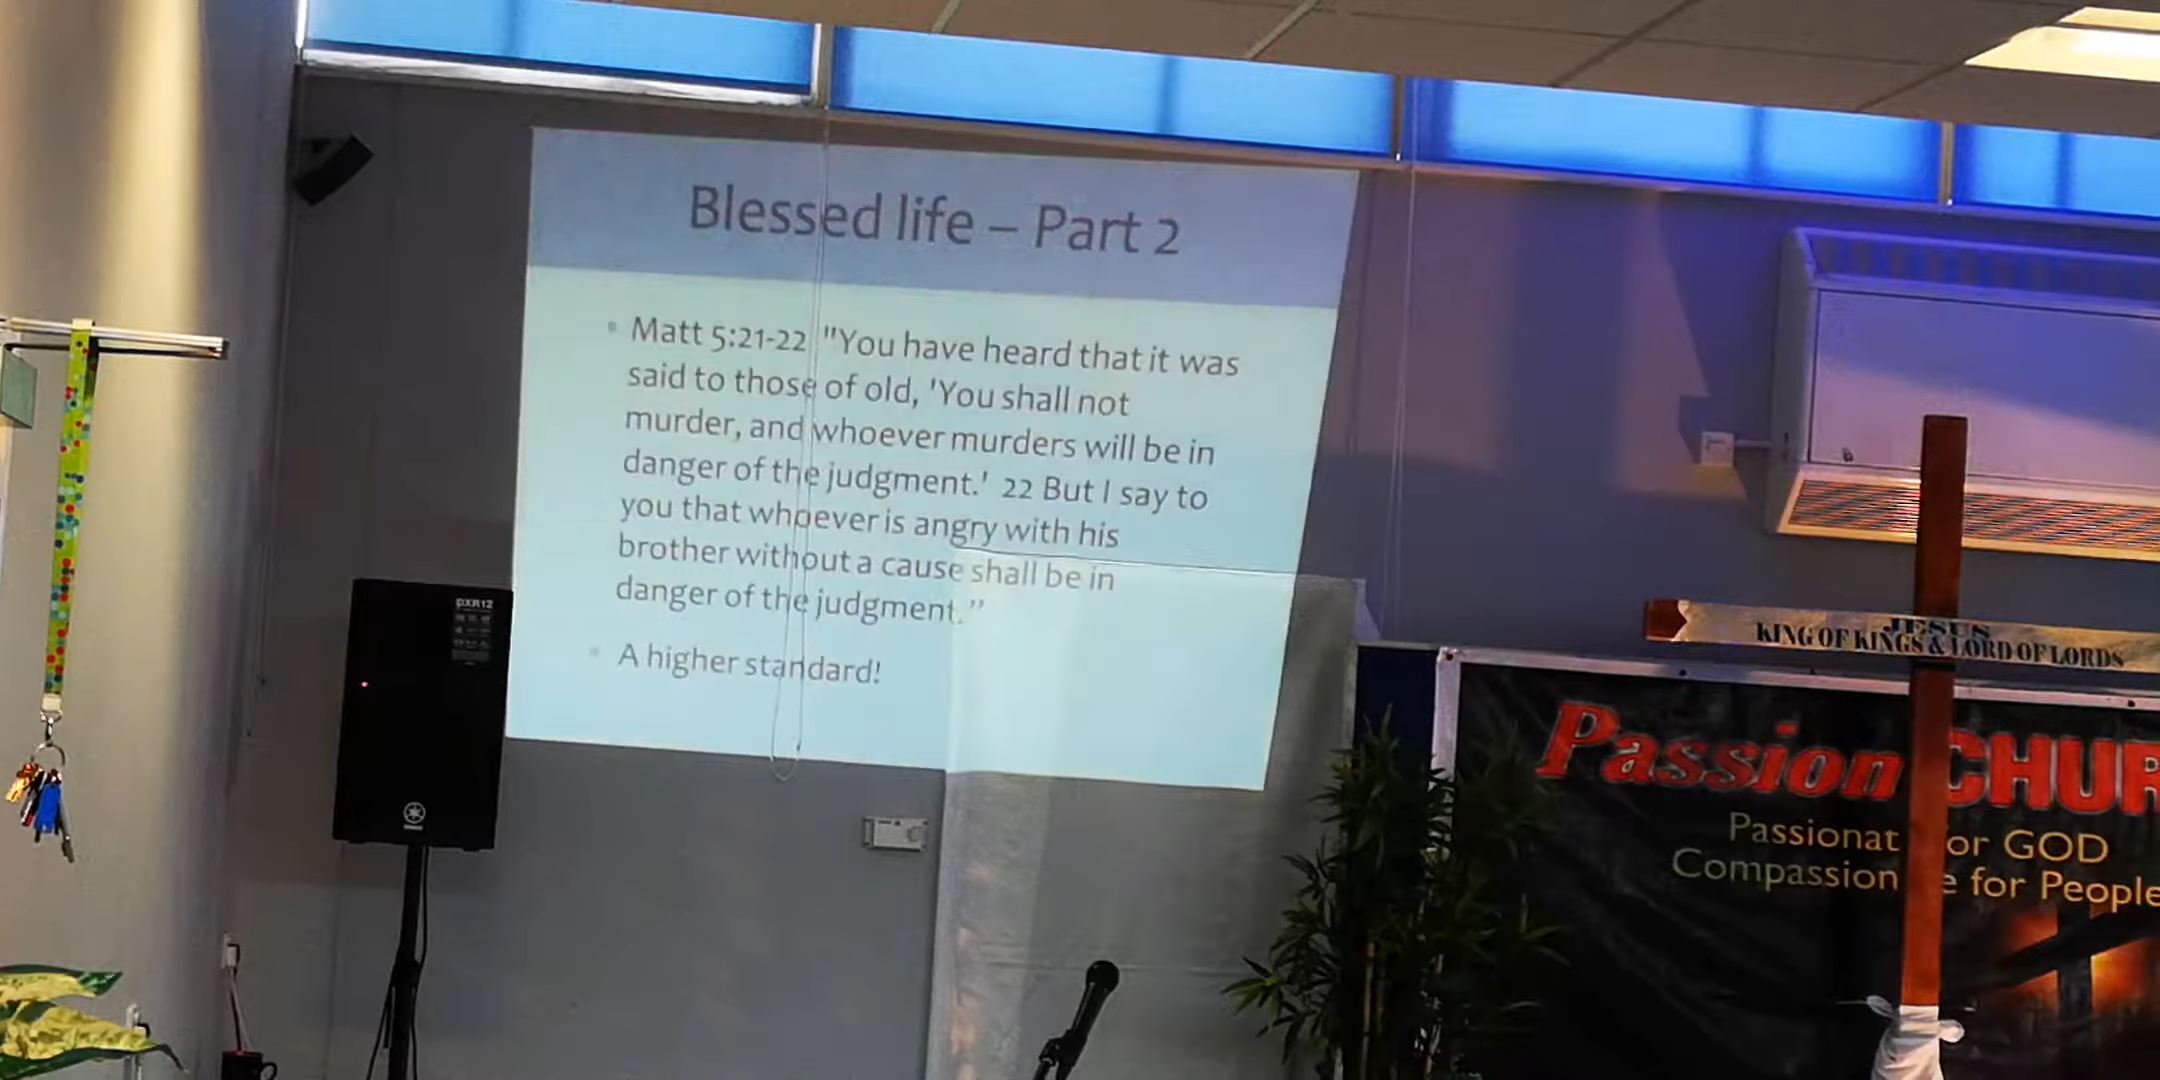 Blessed life – Part 2
Matt 5:21-22 "You have heard that it was
said to those of old, 'You shall not
murder, and whoever murders will be in
danger of the judgment.' 22 But I say to
you that whoever is angry with his
brother without a cause shall be in
danger of the judgment.”
A higher standard!
DXR12
JESUS
KING OF KINGS & LORD OF LORDS
Passion CHUR
Passionat or GOD
Compassion e for People